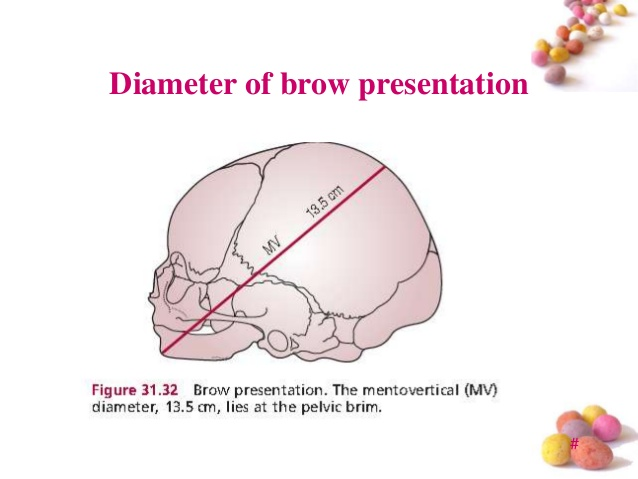 Diameter of brow presentation
13.5 cm
MV
Figure 31.32 Brow presentation. The mentovertical (MV)
diameter, 13.5 cm, lies at the pelvic brim.
#